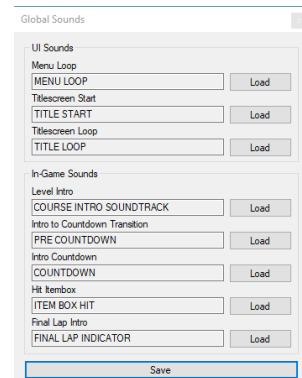 Global Sounds
UI Sounds
Menu Loop
MENU LOOP Load
Titlescreen Start
TITLE START Load
Titlescreen Loop
TITLE LOOP Load
In-Game Sounds
Level Intro
COURSE INTRO SOUNDTRACK Load
Intro to Countdown Transition
PRE COUNTDOWN Load
Intro Countdown
COUNTDOWN Load
Hit Itembox
ITEM BOX HIT Load
Final Lap Intro
FINAL LAP INDICATOR Load
Save